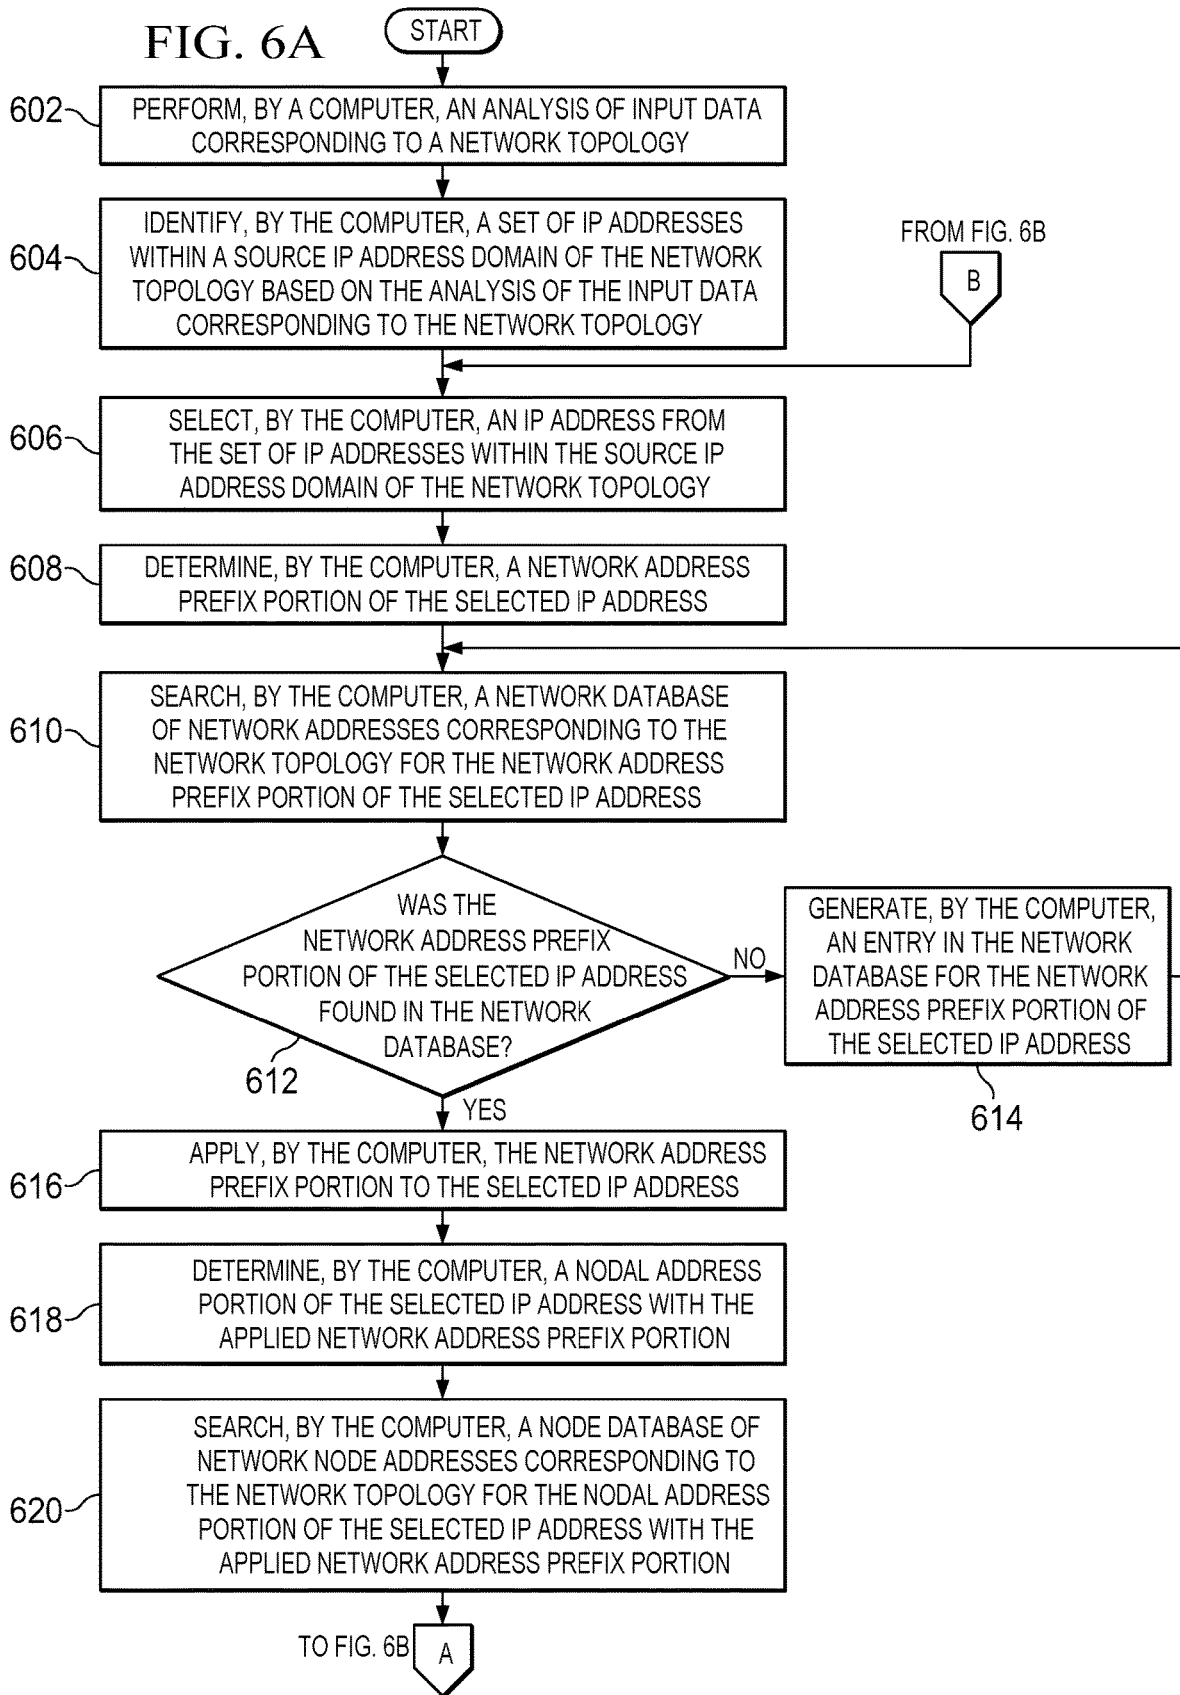 FIG. 6A
START
602
PERFORM, BY A COMPUTER, AN ANALYSIS OF INPUT DATA
CORRESPONDING TO A NETWORK TOPOLOGY
604
IDENTIFY, BY THE COMPUTER, A SET OF IP ADDRESSES
WITHIN A SOURCE IP ADDRESS DOMAIN OF THE NETWORK
TOPOLOGY BASED ON THE ANALYSIS OF THE INPUT DATA
CORRESPONDING TO THE NETWORK TOPOLOGY
FROM FIG. 6B
B
606
SELECT, BY THE COMPUTER, AN IP ADDRESS FROM
THE SET OF IP ADDRESSES WITHIN THE SOURCE IP
ADDRESS DOMAIN OF THE NETWORK TOPOLOGY
608
DETERMINE, BY THE COMPUTER, A NETWORK ADDRESS
PREFIX PORTION OF THE SELECTED IP ADDRESS
610
SEARCH, BY THE COMPUTER, A NETWORK DATABASE
OF NETWORK ADDRESSES CORRESPONDING TO THE
NETWORK TOPOLOGY FOR THE NETWORK ADDRESS
PREFIX PORTION OF THE SELECTED IP ADDRESS
WAS THE
NETWORK ADDRESS PREFIX
PORTION OF THE SELECTED IP ADDRESS
FOUND IN THE NETWORK
DATABASE?
612
NO
GENERATE, BY THE COMPUTER,
AN ENTRY IN THE NETWORK
DATABASE FOR THE NETWORK
ADDRESS PREFIX PORTION OF
THE SELECTED IP ADDRESS
614
YES
616
APPLY, BY THE COMPUTER, THE NETWORK ADDRESS
PREFIX PORTION TO THE SELECTED IP ADDRESS
618
DETERMINE, BY THE COMPUTER, A NODAL ADDRESS
PORTION OF THE SELECTED IP ADDRESS WITH THE
APPLIED NETWORK ADDRESS PREFIX PORTION
620
SEARCH, BY THE COMPUTER, A NODE DATABASE OF
NETWORK NODE ADDRESSES CORRESPONDING TO
THE NETWORK TOPOLOGY FOR THE NODAL ADDRESS
PORTION OF THE SELECTED IP ADDRESS WITH THE
APPLIED NETWORK ADDRESS PREFIX PORTION
TO FIG. 6B
A